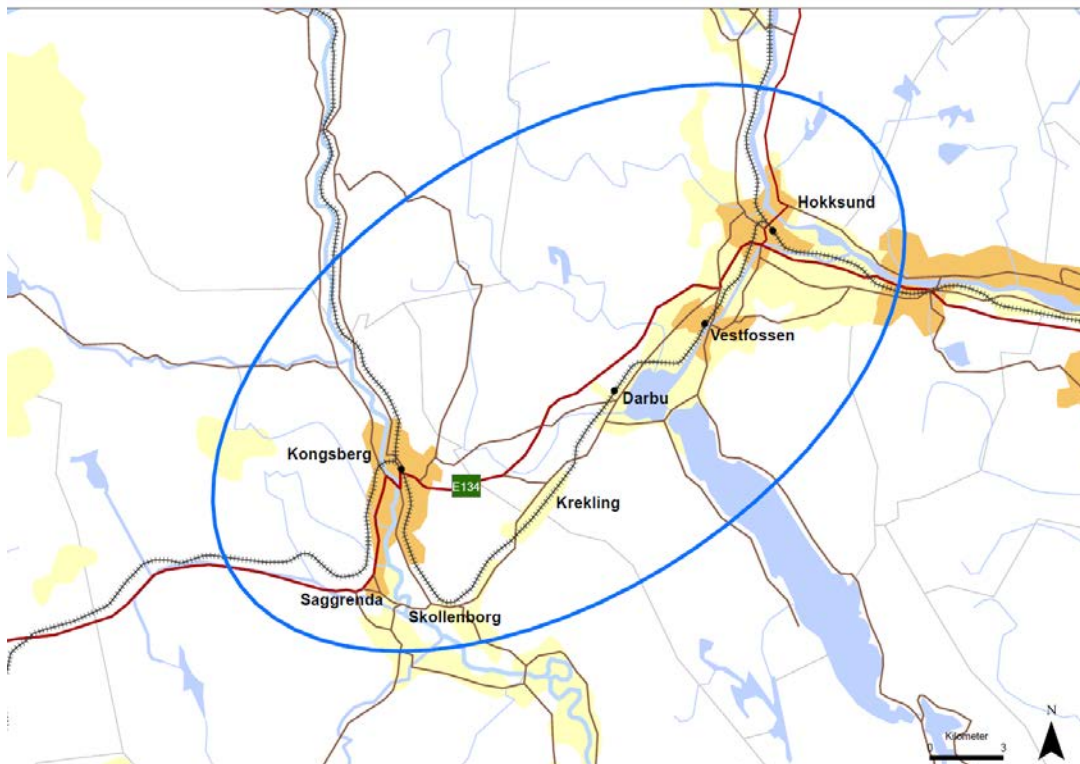 Hokksund
Vestfossen
Darbu
Kongsberg
E134
Krekling
Saggrenda
Skollenborg
N
Kilometer
0 3